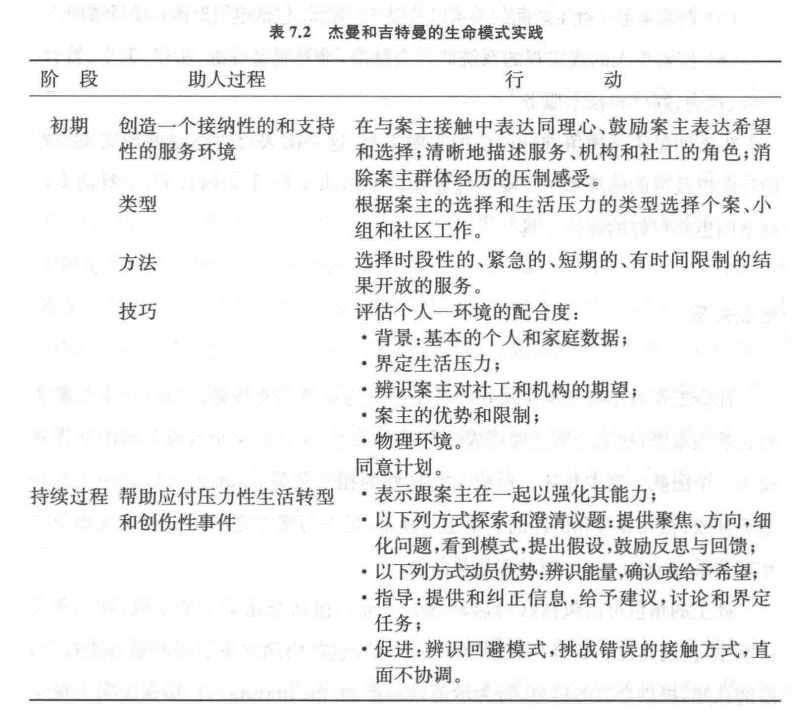 表 7.2 杰曼和吉特曼的生命模式实践
阶 段 助人过程 行 动
初期 创造一个接纳性的和支持 在与案主接触中表达同理心、鼓励案主表达希望
性的服务环境 和选择;清晰地描述服务、机构和社工的角色;消
除案主群体经历的压制感受。
类型 根据案主的选择和生活压力的类型选择个案、小
组和社区工作。
方法 选择时段性的、紧急的、短期的、有时间限制的结
果开放的服务。
技巧 评估个人—环境的配合度:
·背景:基本的个人和家庭数据;
·界定生活压力;
·辨识案主对社工和机构的期望;
·案主的优势和限制;
·物理环境。
同意计划。
持续过程 帮助应付压力性生活转型 ·表示跟案主在一起以强化其能力;
和创伤性事件 ·以下列方式探索和澄清议题:提供聚焦、方向,细
化问题,看到模式,提出假设,鼓励反思与回馈;
·以下列方式动员优势:辨识能量,确认或给予希望;
·指导:提供和纠正信息,给予建议,讨论和界定
任务;
·促进:辨识回避模式,挑战错误的接触方式,直
面不协调。